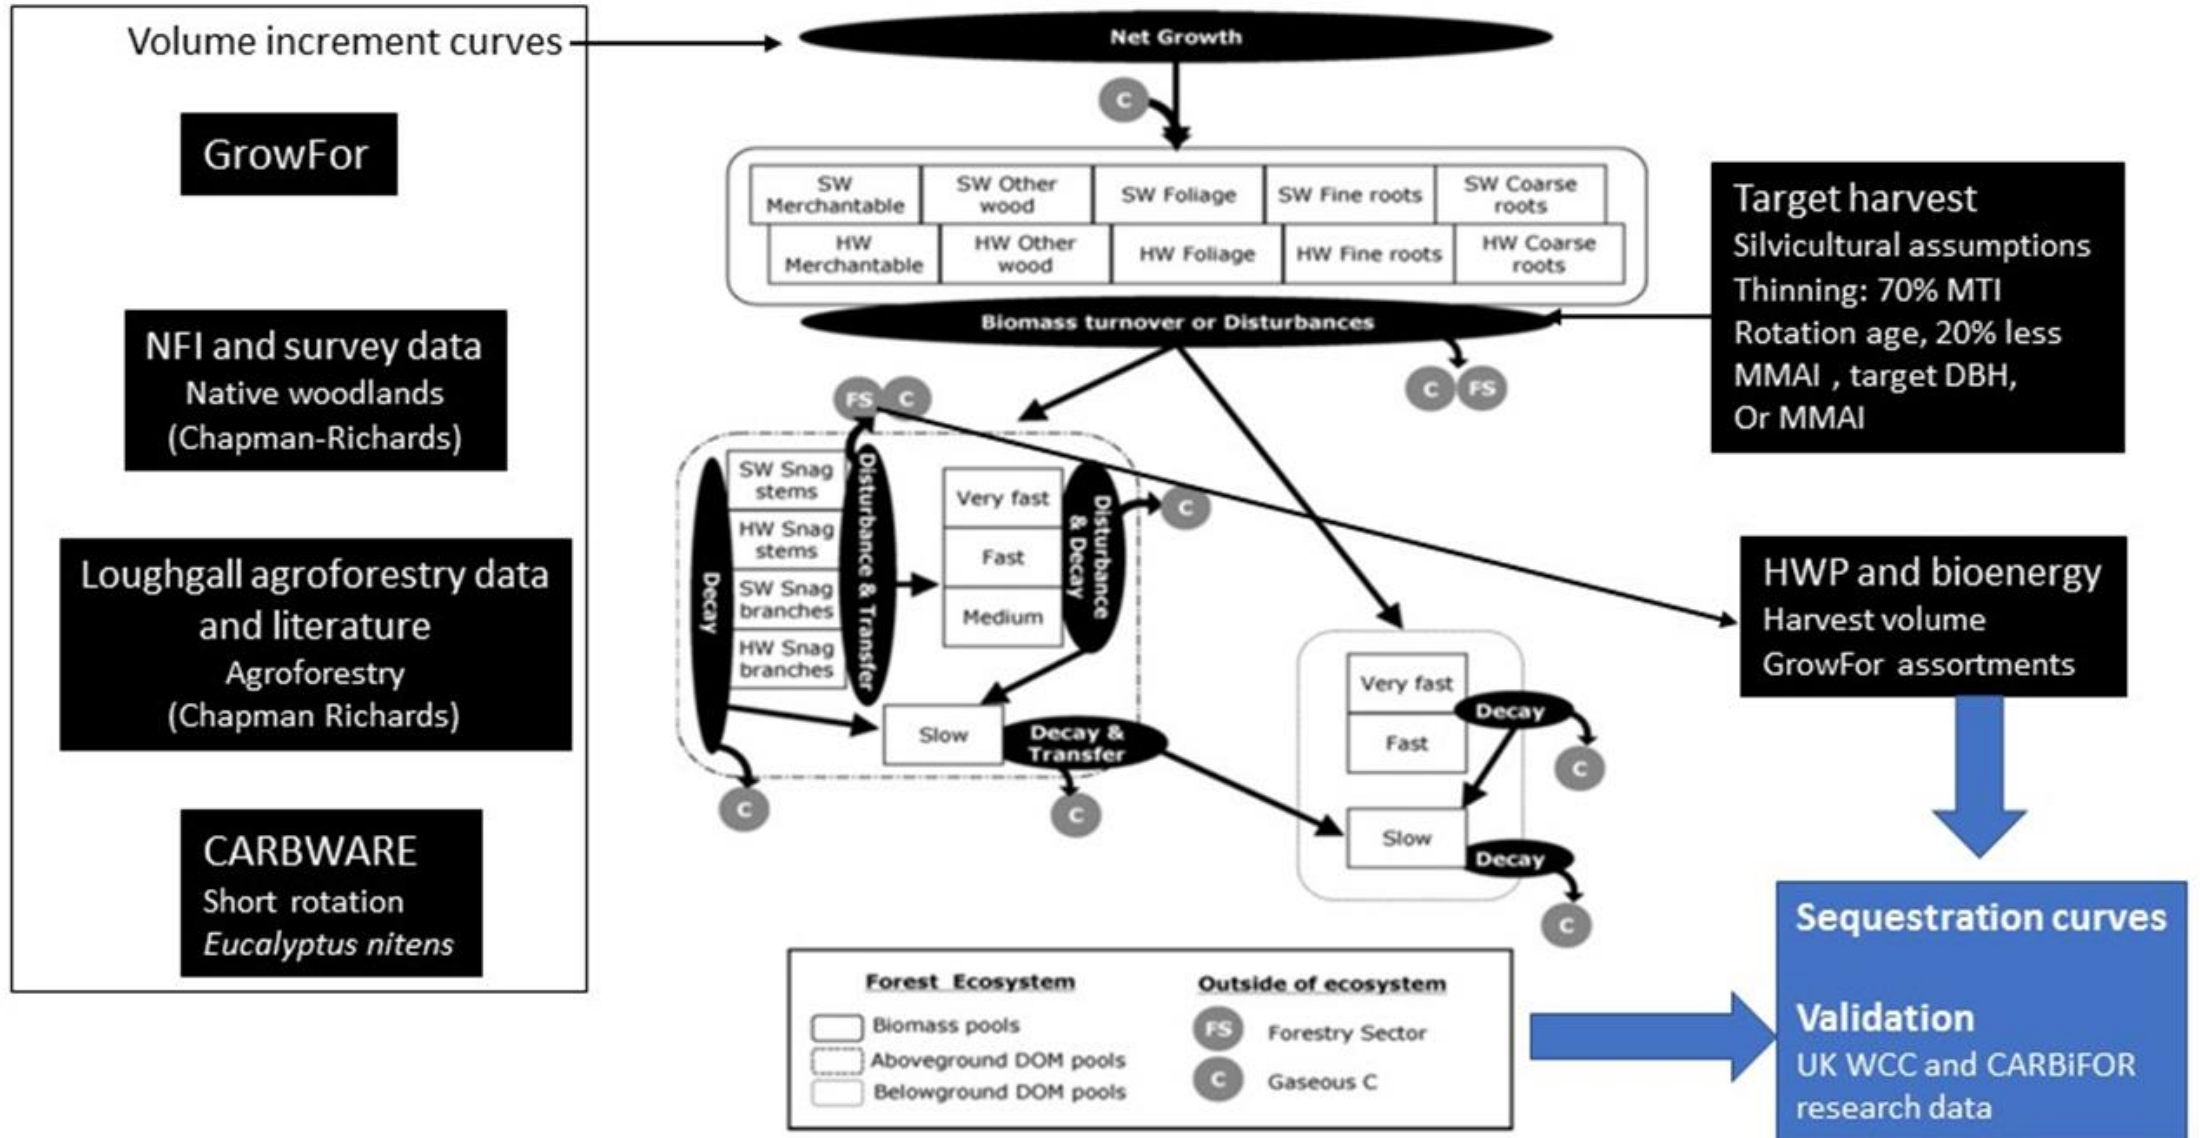 Volume increment curves
GrowFor
NFI and survey data
Native woodlands
(Chapman-Richards)
Loughgall agroforestry data
and literature
Agroforestry
(Chapman Richards)
CARBWARE
Short rotation
Eucalyptus nitens
Net Growth
C
SW
Merchantable
SW Other
wood
SW Foliage
SW Fine roots
SW Coarse
roots
HW
Merchantable
HW Other
wood
HW Foliage
HW Fine roots
HW Coarse
roots
Biomass turnover or Disturbances
C FS
FS C
Decay
SW Snag
stems
HW Snag
stems
SW Snag
branches
HW Snag
branches
Disturbance & Transfer
Very fast
Fast
Medium
Disturbance
& Decay
C
Slow
Decay &
Transfer
C
C
Very fast
Fast
Decay
C
Slow
Decay
C
Target harvest
Silvicultural assumptions
Thinning: 70% MTI
Rotation age, 20% less
MMAI , target DBH,
Or MMAI
HWP and bioenergy
Harvest volume
GrowFor assortments
Sequestration curves
Validation
UK WCC and CARBiFOR
research data
Forest Ecosystem
Biomass pools
Aboveground DOM pools
Belowground DOM pools
Outside of ecosystem
FS Forestry Sector
C Gaseous C